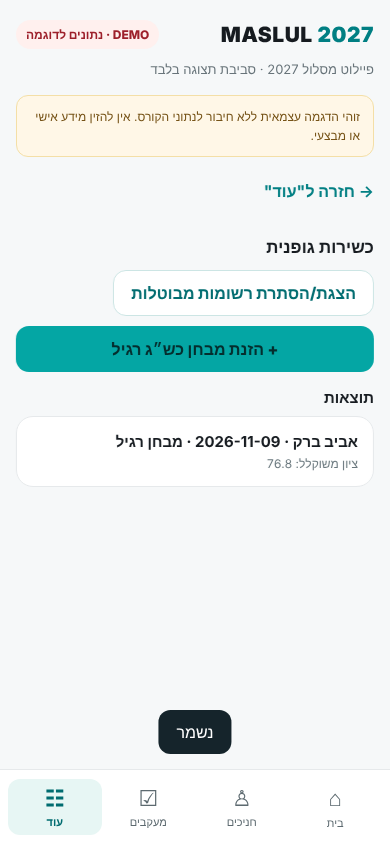 MASLUL 2027
DEMO · נתונים לדוגמה
פיילוט מסלול 2027 · סביבת תצוגה בלבד
זוהי הדגמה עצמאית ללא חיבור לנתוני הקורס. אין להזין מידע אישי
או מבצעי.
→ חזרה ל"עוד"
כשירות גופנית
הצגת/הסתרת רשומות מבוטלות
+ הזנת מבחן כש״ג רגיל
תוצאות
אביב ברק · 2026-11-09 · מבחן רגיל
ציון משוקלל: 76.8
נשמר
בית
חניכים
מעקבים
עוד